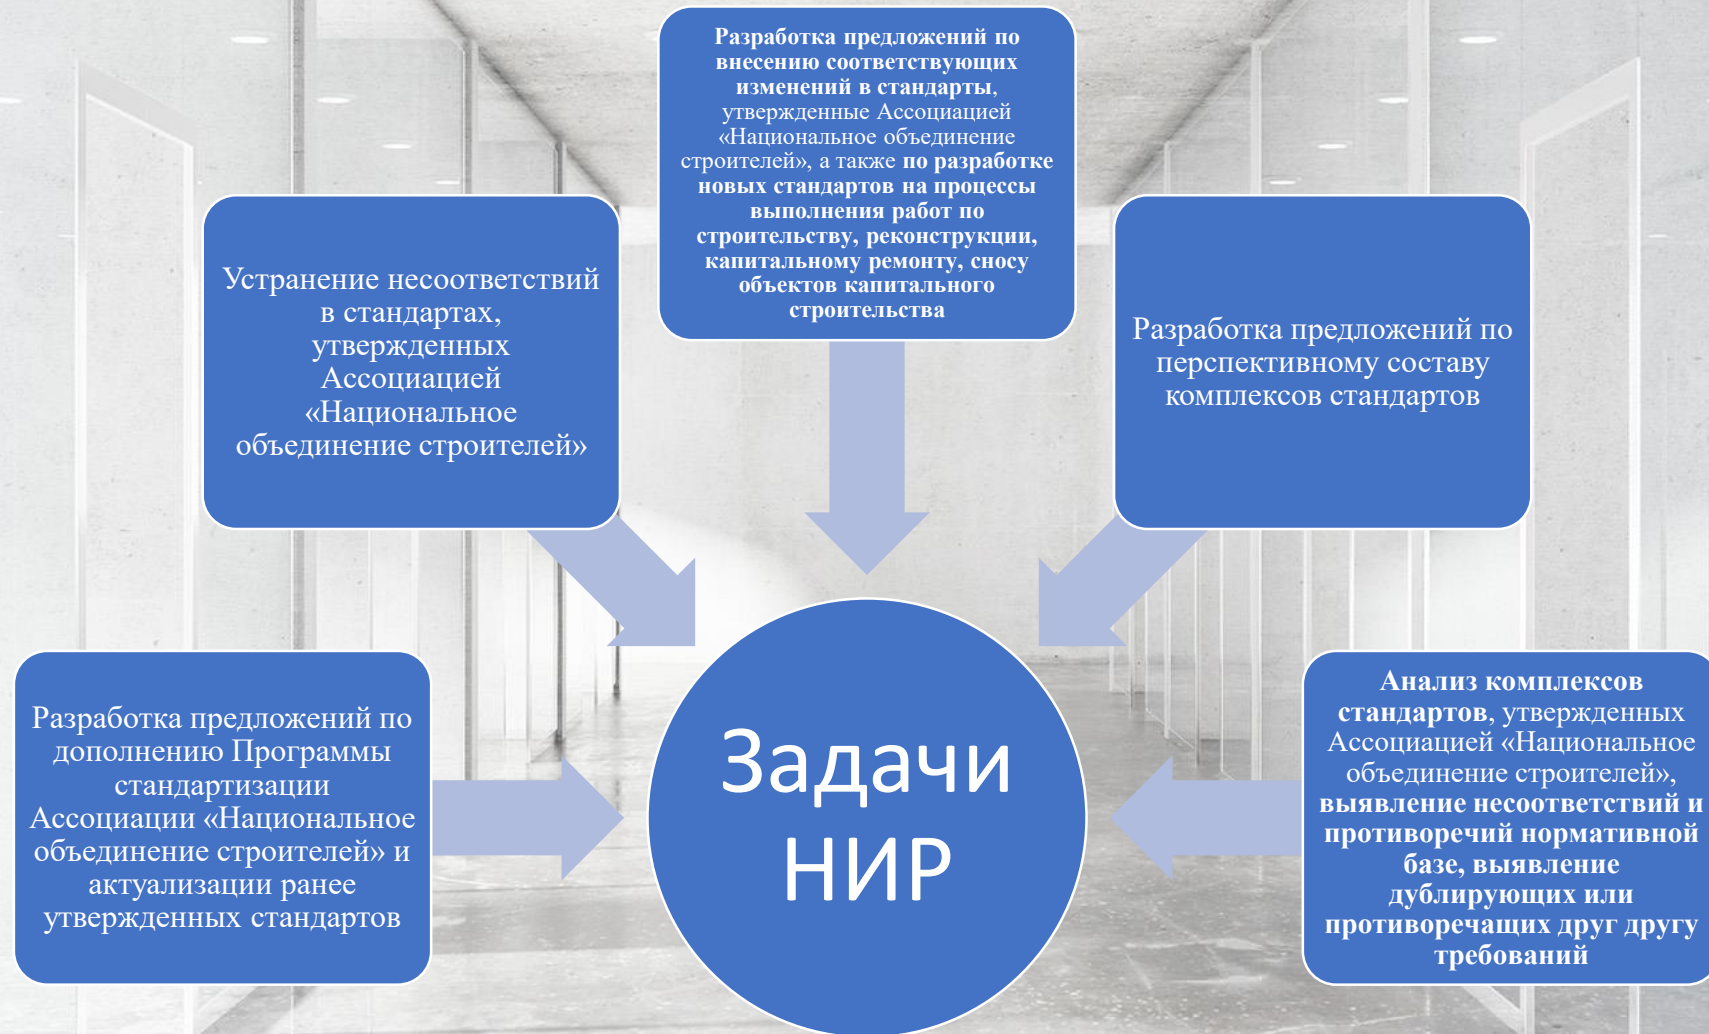 Разработка предложений по
внесению соответствующих
изменений в стандарты,
утвержденные Ассоциацией
«Национальное объединение
строителей», а также по разработке
новых стандартов на процессы
выполнения работ по
строительству, реконструкции,
капитальному ремонту, сносу
объектов капитального
строительства
Устранение несоответствий
в стандартах,
утвержденных
Ассоциацией
«Национальное
объединение строителей»
Разработка предложений по
перспективному составу
комплексов стандартов
Разработка предложений по
дополнению Программы
стандартизации
Ассоциации «Национальное
объединение строителей» и
актуализации ранее
утвержденных стандартов
Задачи
НИР
Анализ комплексов
стандартов, утвержденных
Ассоциацией «Национальное
объединение строителей»,
выявление несоответствий и
противоречий нормативной
базе, выявление
дублирующих или
противоречащих друг другу
требований